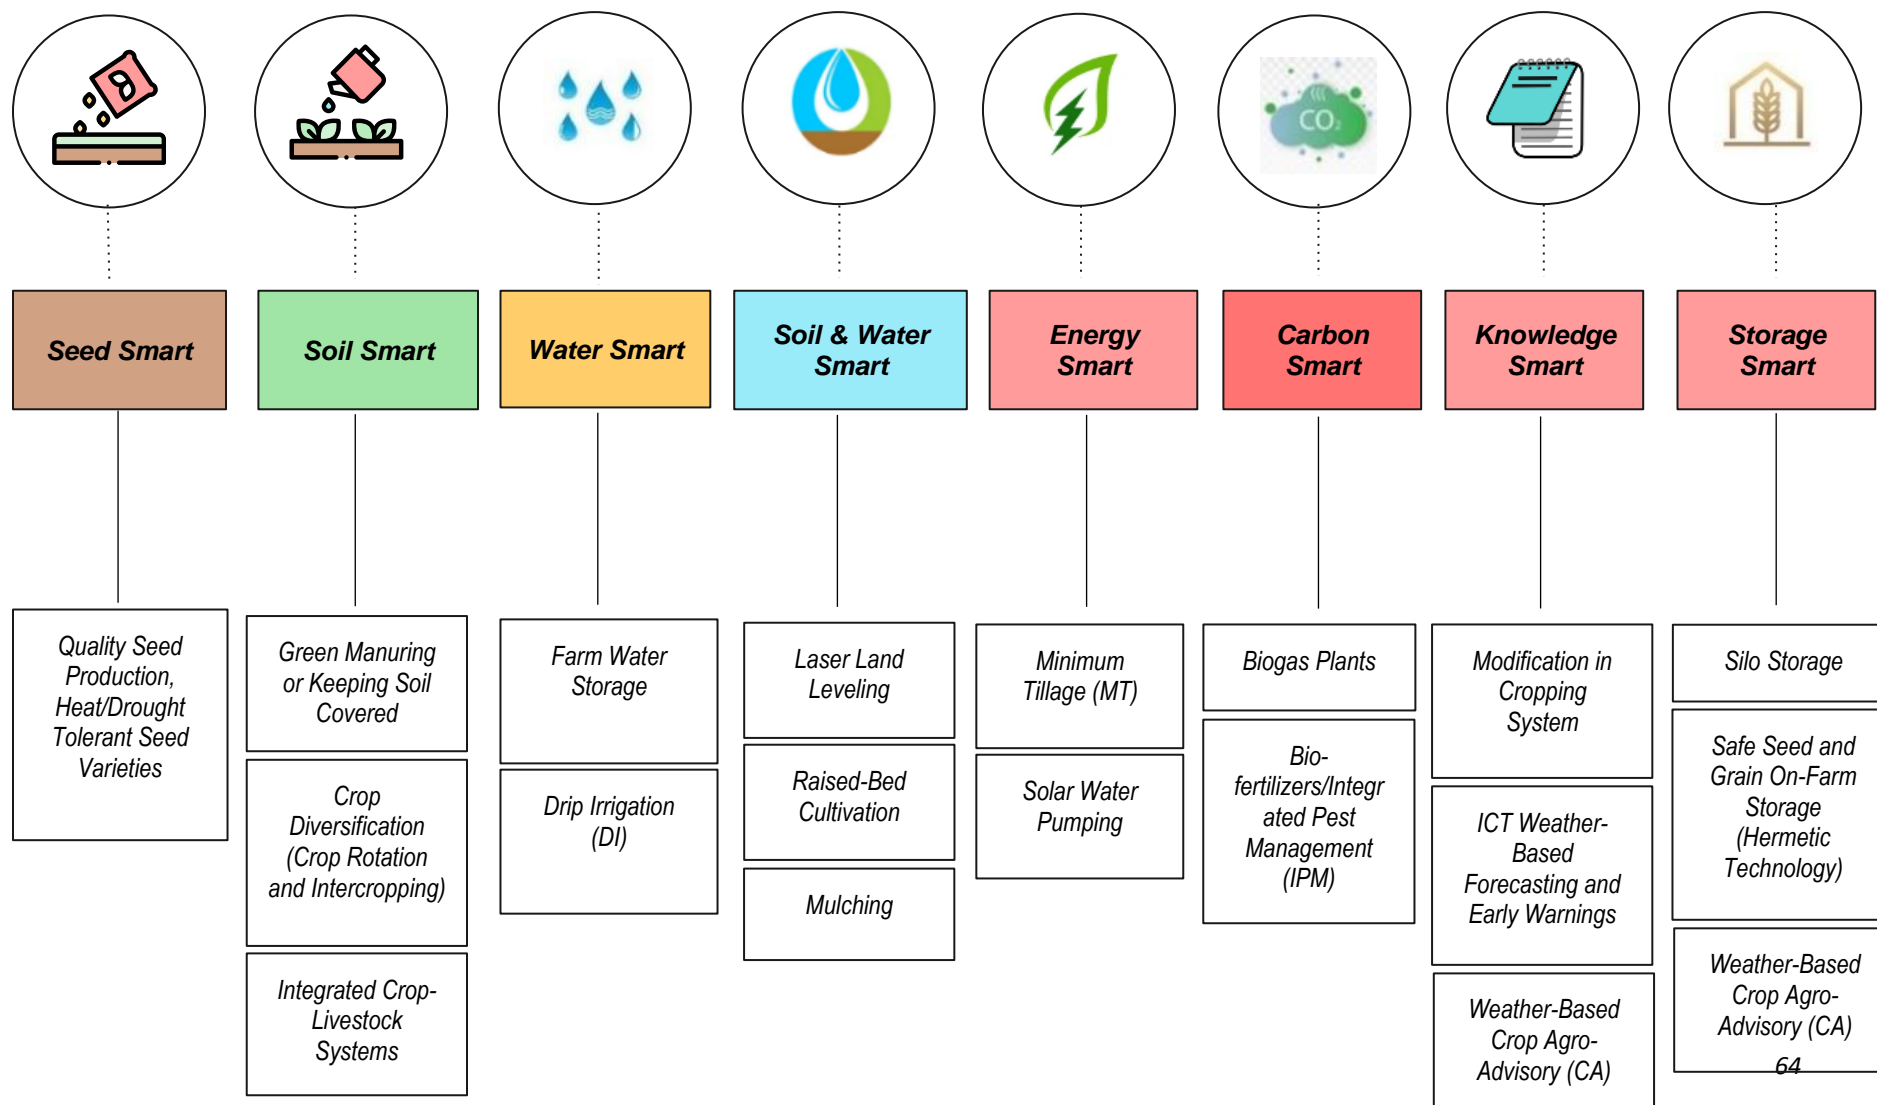 CO2
Seed Smart
Soil Smart
Water Smart
Soil & Water
Smart
Energy
Smart
Carbon
Smart
Knowledge
Smart
Storage
Smart
Quality Seed
Production,
Heat/Drought
Tolerant Seed
Varieties
Green Manuring
or Keeping Soil
Covered
Crop
Diversification
(Crop Rotation
and Intercropping)
Integrated Crop-
Livestock
Systems
Farm Water
Storage
Drip Irrigation
(DI)
Laser Land
Leveling
Raised-Bed
Cultivation
Mulching
Minimum
Tillage (MT)
Solar Water
Pumping
Biogas Plants
Bio-
fertilizers/Integr
ated Pest
Management
(IPM)
Modification in
Cropping
System
ICT Weather-
Based
Forecasting and
Early Warnings
Weather-Based
Crop Agro-
Advisory (CA)
Silo Storage
Safe Seed and
Grain On-Farm
Storage
(Hermetic
Technology)
Weather-Based
Crop Agro-
Advisory (CA)
64